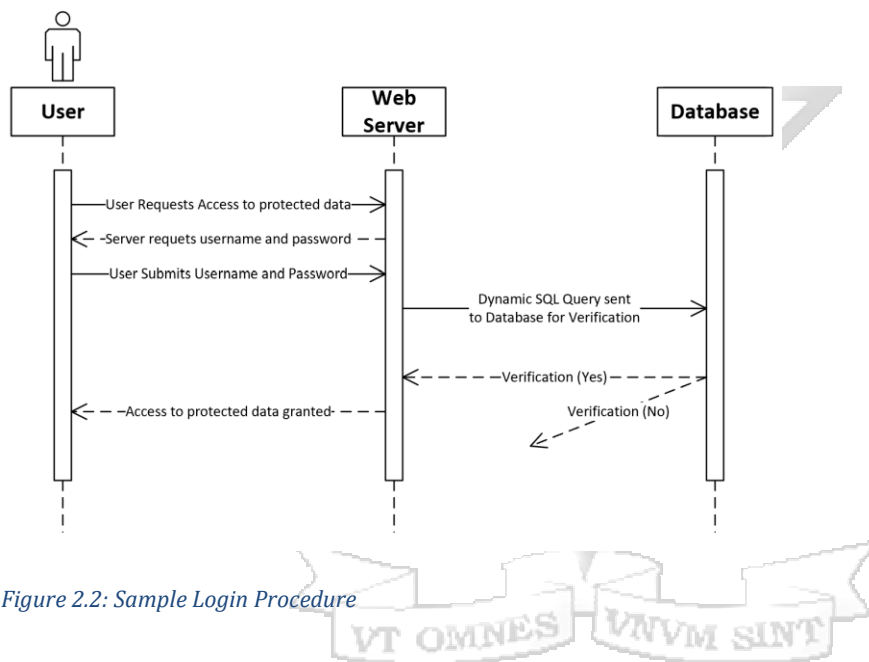 User
Web
Server
Database
User Requests Access to protected data
Server requets username and password
User Submits Username and Password
Dynamic SQL Query sent
to Database for Verification
Verification (Yes)
Access to protected data granted
Verification (No)
Figure 2.2: Sample Login Procedure
VT OMNES VNVM SINT